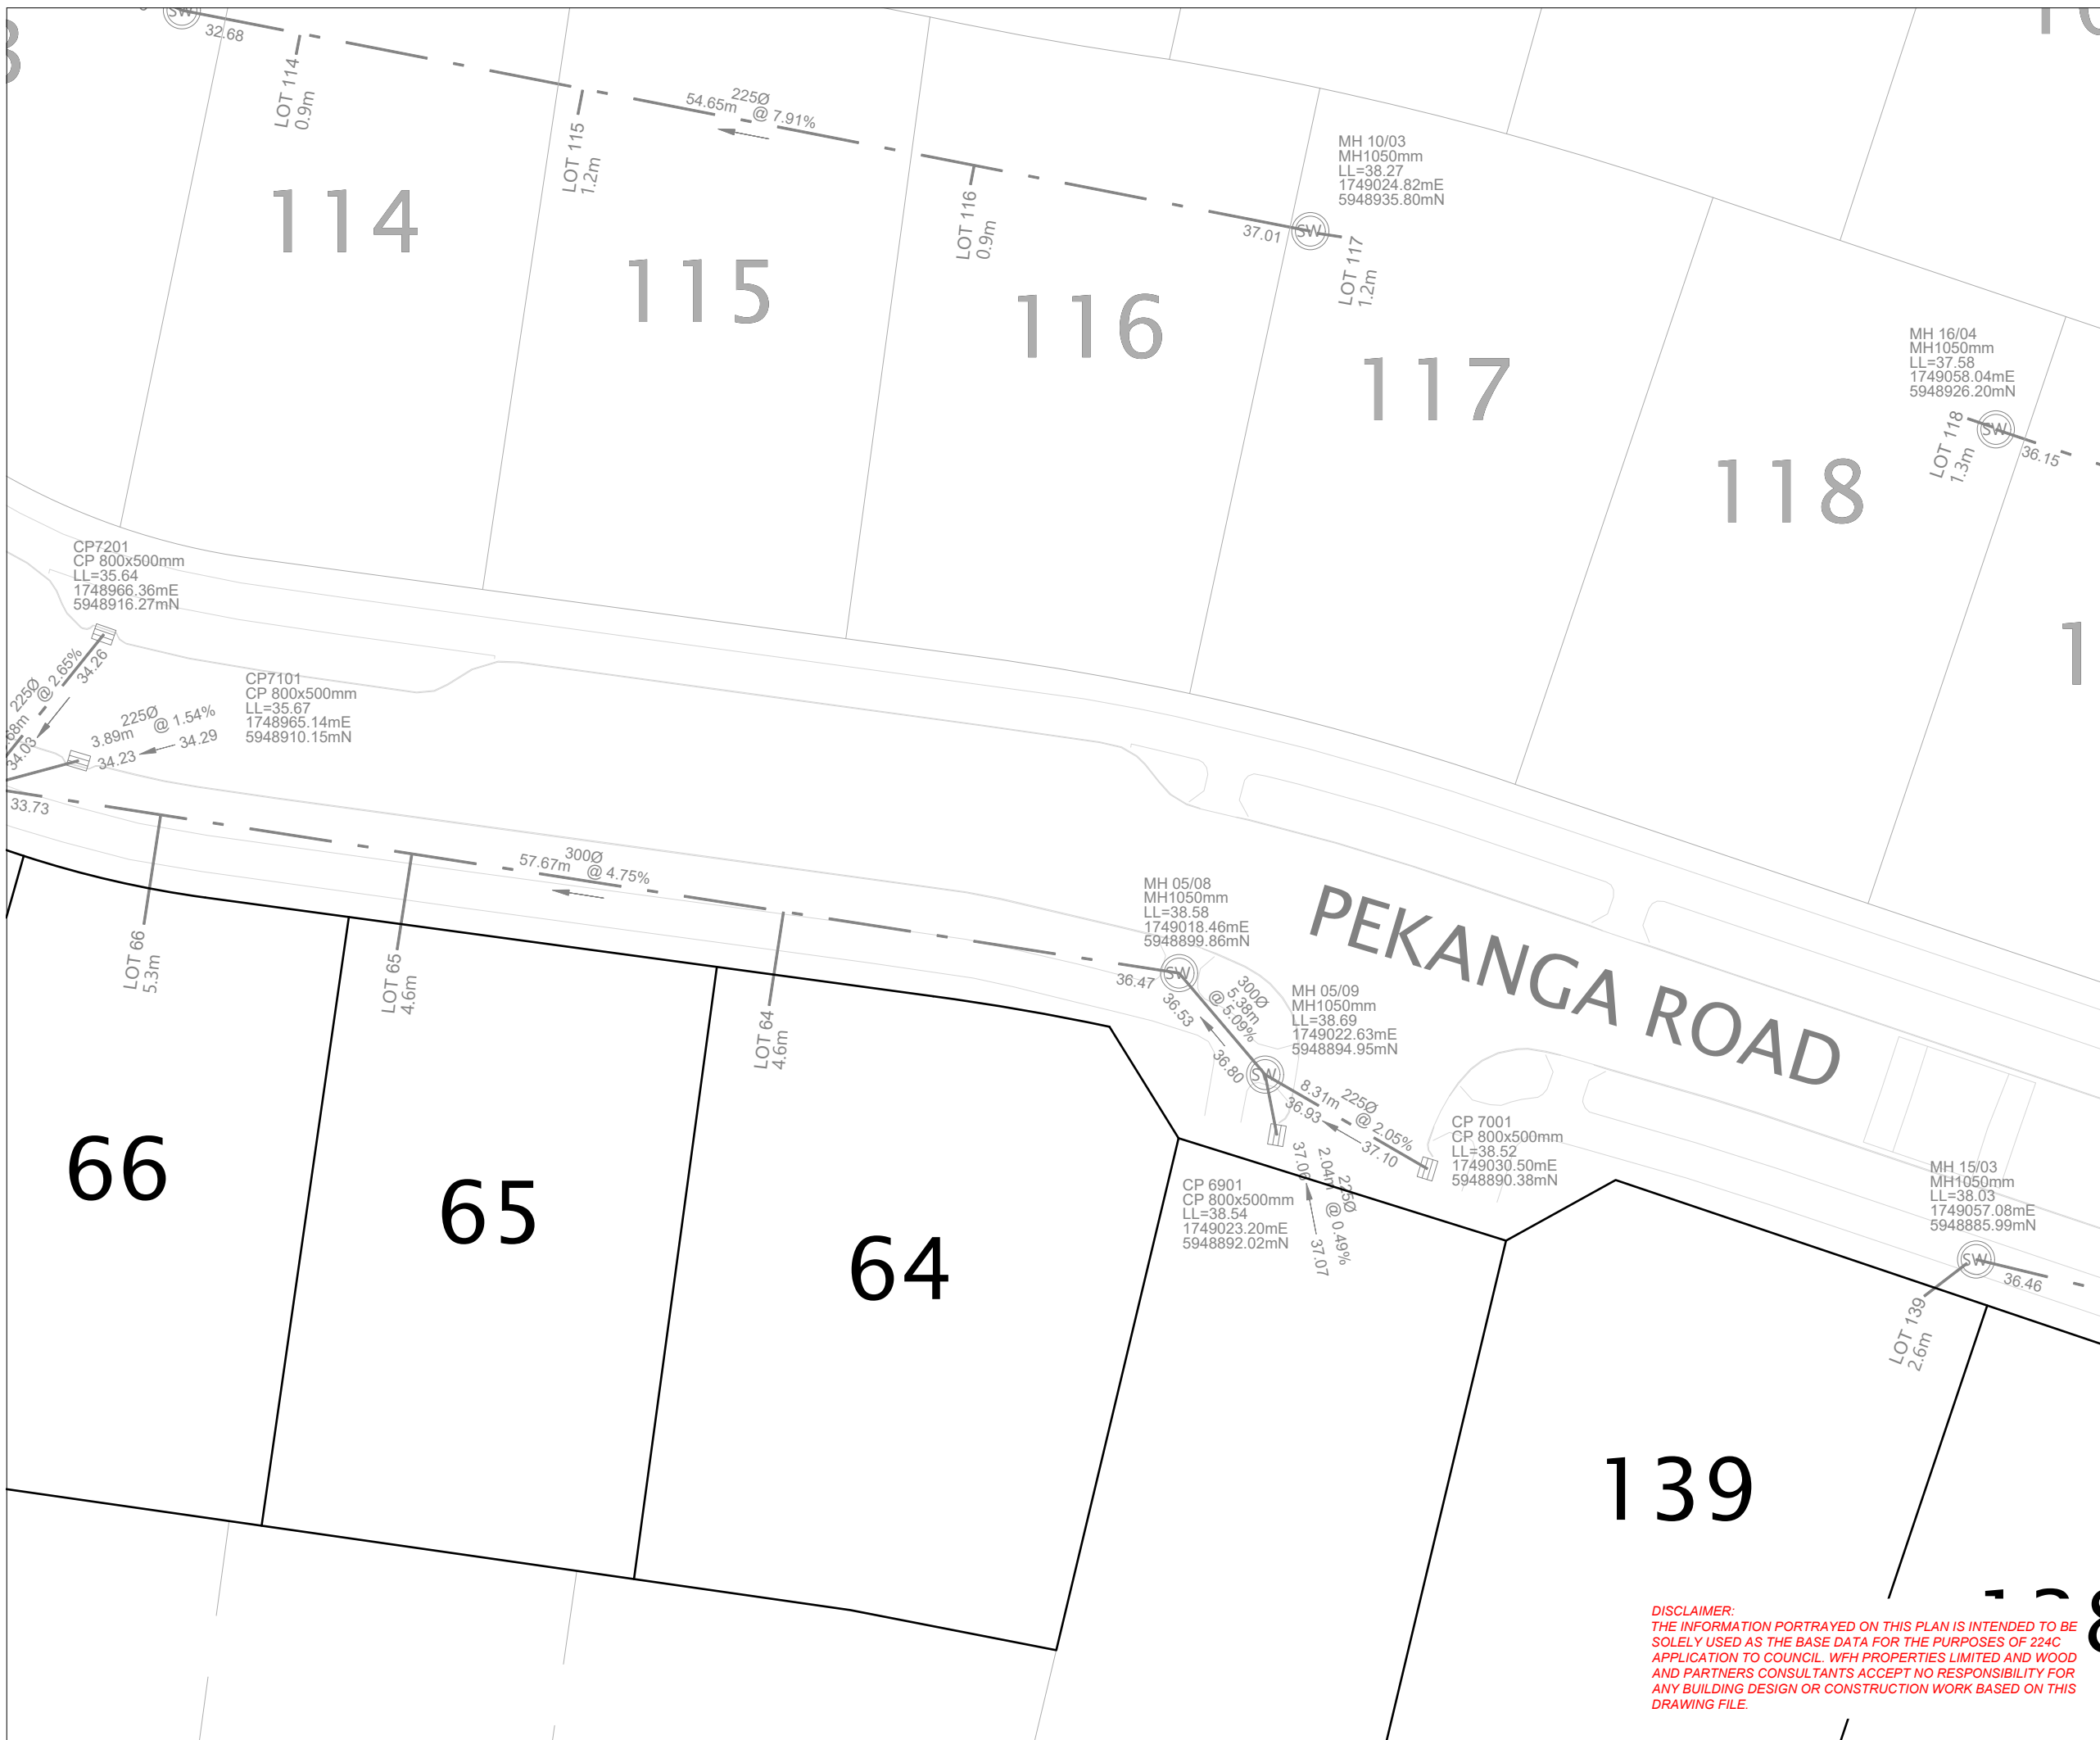 32.68
LOT 114
0.9m
114
LOT 115
1.2m
115
225Ø
54.65m @ 7.91%
LOT 116
0.9m
116
37.01
SW
MH 10/03
MH1050mm
LL=38.27
1749024.82mE
5948935.80mN
LOT 117
1.2m
117
MH 16/04
MH1050mm
LL=37.58
1749058.04mE
5948926.20mN
SW
LOT 118
1.3m
36.15
118
CP7201
CP 800x500mm
LL=35.64
1748966.36mE
5948916.27mN
225Ø
@ 2.65%
34.26
34.03
CP7101
CP 800x500mm
LL=35.67
1748965.14mE
5948910.15mN
225Ø
3.89m @ 1.54%
34.23
34.29
33.73
LOT 66
5.3m
LOT 65
4.6m
300Ø
57.67m @ 4.75%
LOT 64
4.6m
MH 05/08
MH1050mm
LL=38.58
1749018.46mE
5948899.86mN
36.47
SW
36.53
300Ø
5.38m
@ 5.09%
36.80
MH 05/09
MH1050mm
LL=38.69
1749022.63mE
5948894.95mN
SW
PEKANGA ROAD
225Ø
8.31m @ 2.05%
36.93
37.10
CP 7001
CP 800x500mm
LL=38.52
1749030.50mE
5948890.38mN
CP 6901
CP 800x500mm
LL=38.54
1749023.20mE
5948892.02mN
37.06
225Ø
2.04m @ 0.49%
37.07
MH 15/03
MH1050mm
LL=38.03
1749057.08mE
5948885.99mN
SW
36.46
LOT 139
2.6m
66
65
64
139
DISCLAIMER:
THE INFORMATION PORTRAYED ON THIS PLAN IS INTENDED TO BE
SOLELY USED AS THE BASE DATA FOR THE PURPOSES OF 224C
APPLICATION TO COUNCIL. WFH PROPERTIES LIMITED AND WOOD
AND PARTNERS CONSULTANTS ACCEPT NO RESPONSIBILITY FOR
ANY BUILDING DESIGN OR CONSTRUCTION WORK BASED ON THIS
DRAWING FILE.